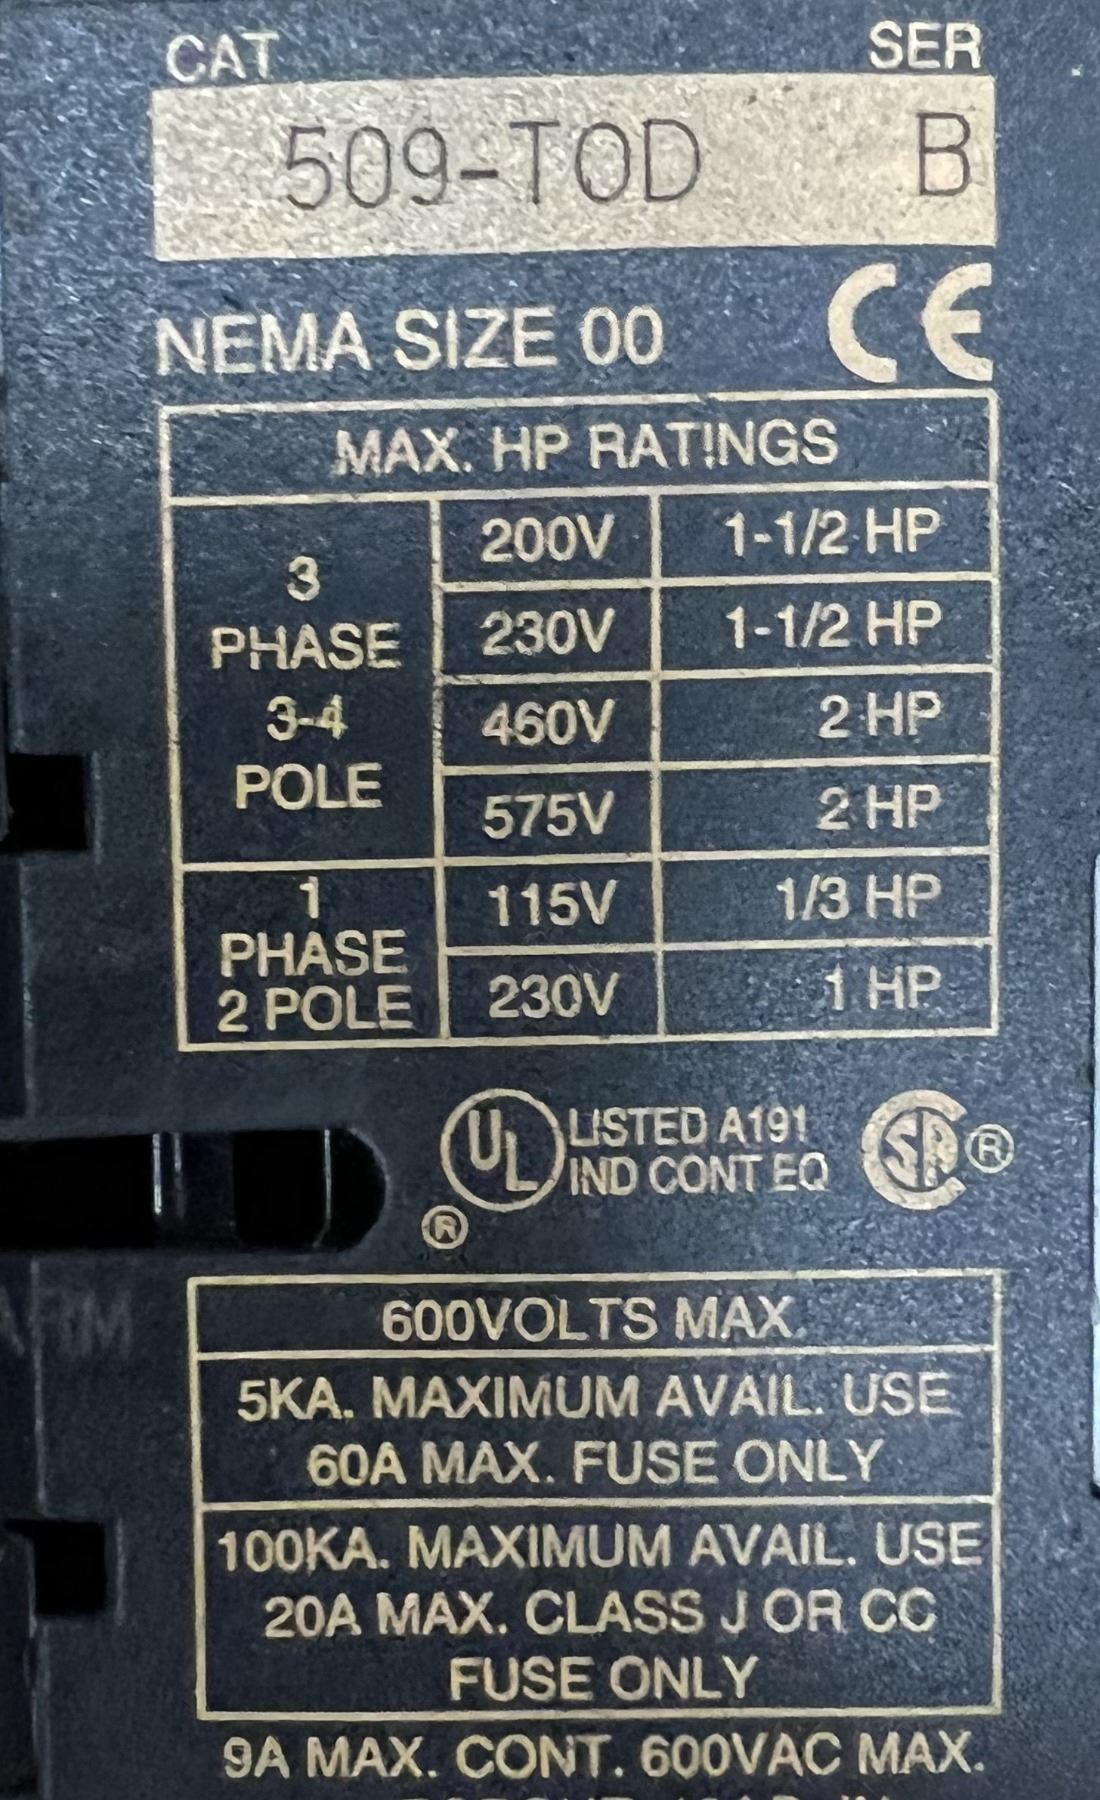 CAT SER
509-TOD B
NEMA SIZE 00 CE
MAX. HP RATINGS
3 PHASE 3-4 POLE
200V 1-1/2 HP
230V 1-1/2 HP
460V 2 HP
575V 2 HP
1 PHASE 2 POLE
115V 1/3 HP
230V 1 HP
UL LISTED A191
IND CONT EQ
®
SA ®
600VOLTS MAX.
5KA. MAXIMUM AVAIL. USE
60A MAX. FUSE ONLY
100KA. MAXIMUM AVAIL. USE
20A MAX. CLASS J OR CC
FUSE ONLY
9A MAX. CONT. 600VAC MAX.